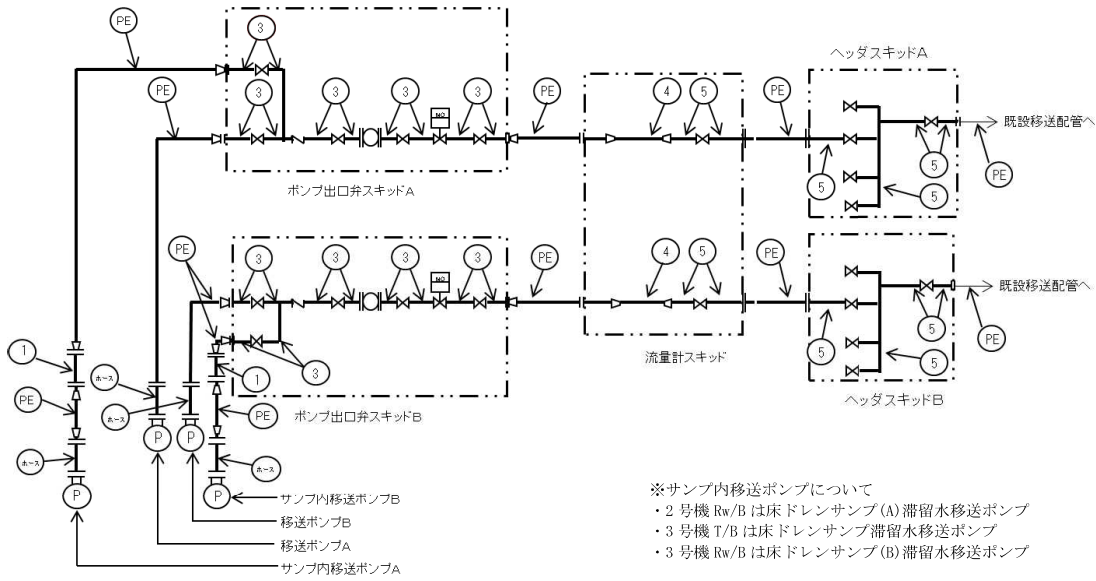 PE
3
ヘッダスキッドA
PE
3
3
3
3
MO
PE
4
5
PE
既設移送配管へ
5
5
PE
5
ポンプ出口弁スキッドA
PE
3
3
3
3
MO
PE
4
5
PE
既設移送配管へ
5
5
PE
5
流量計スキッド
1
3
1
ホース
PE
ホース
PE
ポンプ出口弁スキッドB
ヘッダスキッドB
P
P
ホース
ホース
P
P
サンプ内移送ポンプB
移送ポンプB
移送ポンプA
サンプ内移送ポンプA
※サンプ内移送ポンプについて
・2 号機 Rw/B は床ドレンサンプ(A)滞留水移送ポンプ
・3 号機 T/B は床ドレンサンプ滞留水移送ポンプ
・3 号機 Rw/B は床ドレンサンプ(B)滞留水移送ポンプ